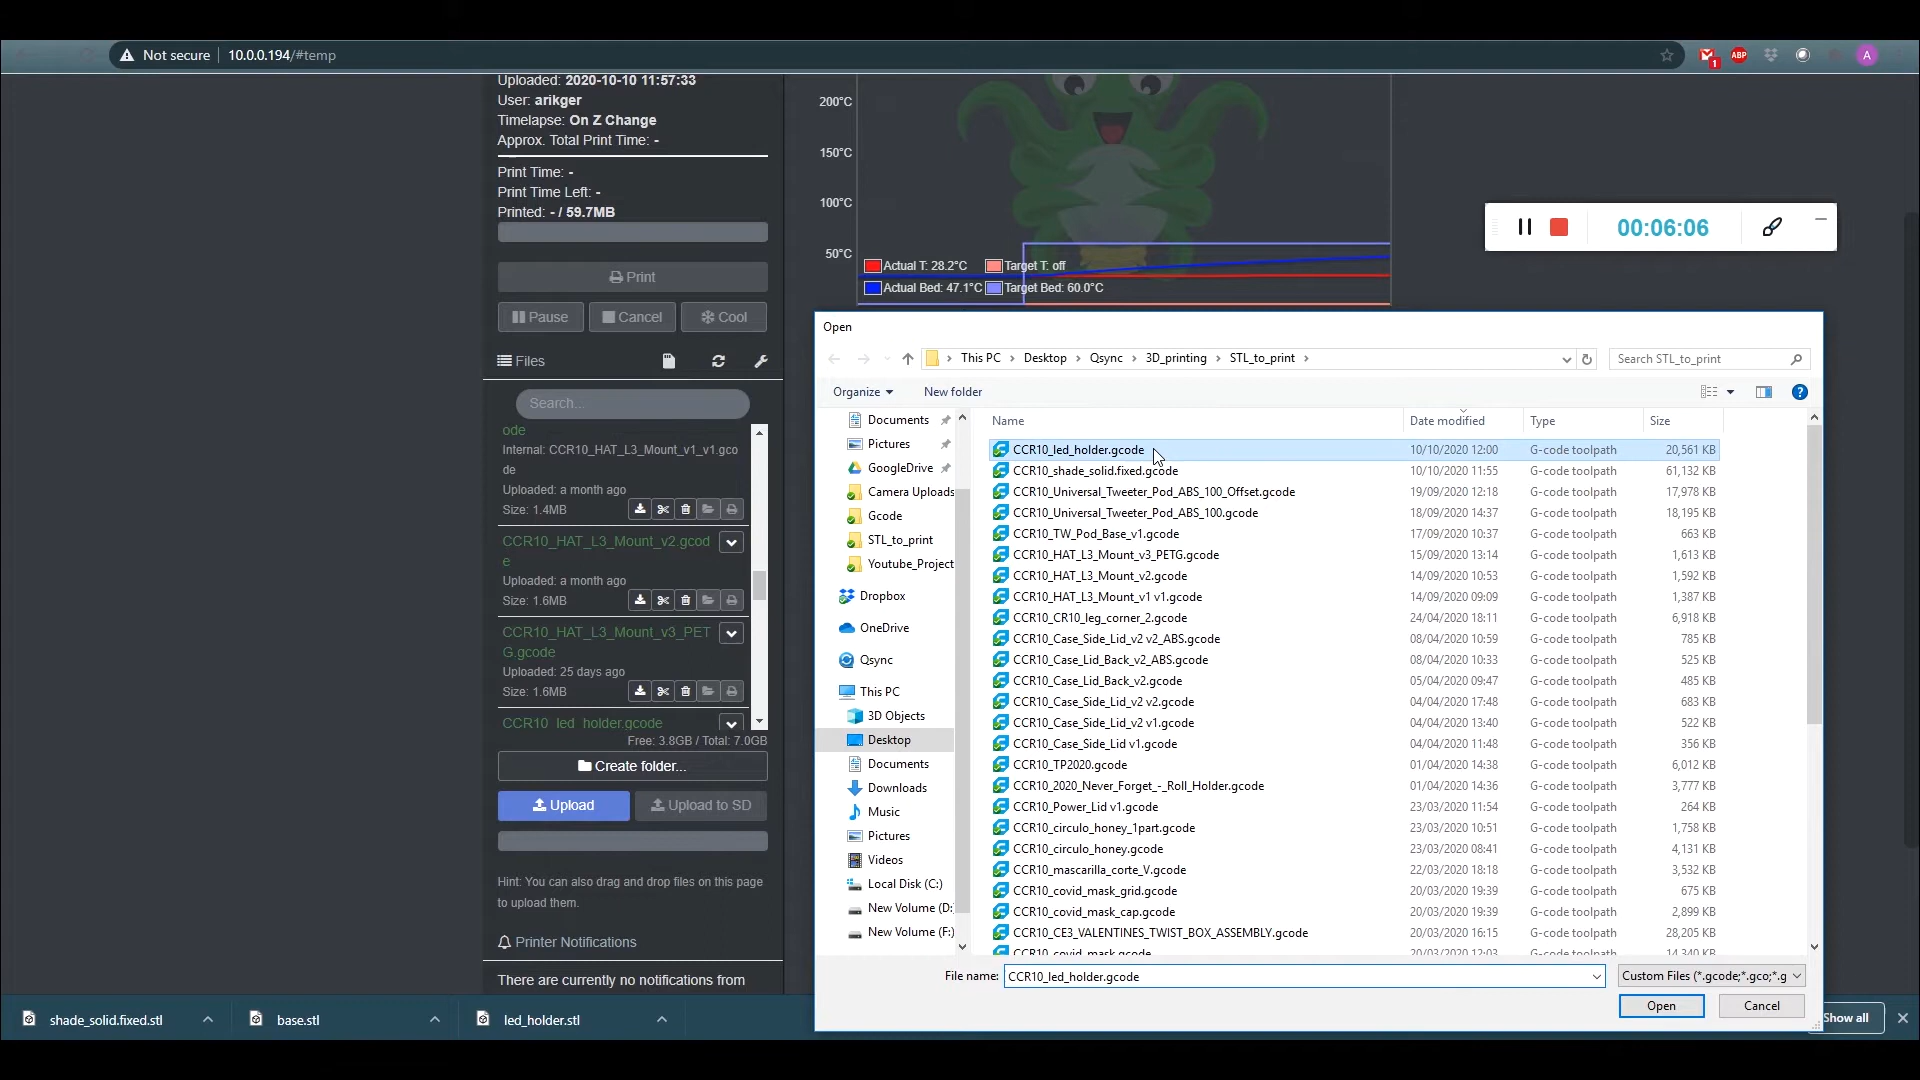 Not secure
10.0.0.194/#temp
1
ABP
A
Uploaded: 2020-10-10 11:57:33
User: arikger
Timelapse: On Z Change
Approx. Total Print Time: -
Print Time: -
Print Time Left: -
Printed: - / 59.7MB
Print
Pause
Cancel
Cool
Files
Search...
ode
Internal: CCR10_HAT_L3_Mount_v1_v1.gco
de
Uploaded: a month ago
Size: 1.4MB
CCR10_HAT_L3_Mount_v2.gcod
e
Uploaded: a month ago
Size: 1.6MB
CCR10_HAT_L3_Mount_v3_PET
G.gcode
Uploaded: 25 days ago
Size: 1.6MB
CCR10_led_holder.gcode
Free: 3.8GB / Total: 7.0GB
Create folder...
Upload
Upload to SD
Hint: You can also drag and drop files on this page
to upload them.
Printer Notifications
There are currently no notifications from
200°C
150°C
100°C
50°C
Actual T: 28.2°C
Target T: off
Actual Bed: 47.1°C
Target Bed: 60.0°C
00:06:06
Open
This PC > Desktop > Qsync > 3D_printing > STL_to_print >
Search STL_to_print
Organize
New folder
Documents
Pictures
GoogleDrive
Camera Uploads
Gcode
STL_to_print
Youtube_Project
Dropbox
OneDrive
Qsync
This PC
3D Objects
Desktop
Documents
Downloads
Music
Pictures
Videos
Local Disk (C:)
New Volume (D:)
New Volume (F:)
Name Date modified Type Size
CCR10_led_holder.gcode 10/10/2020 12:00 G-code toolpath 20,561 KB
CCR10_shade_solid.fixed.gcode 10/10/2020 11:55 G-code toolpath 61,132 KB
CCR10_Universal_Tweeter_Pod_ABS_100_Offset.gcode 19/09/2020 12:18 G-code toolpath 17,978 KB
CCR10_Universal_Tweeter_Pod_ABS_100.gcode 18/09/2020 14:37 G-code toolpath 18,195 KB
CCR10_TW_Pod_Base_v1.gcode 17/09/2020 10:37 G-code toolpath 663 KB
CCR10_HAT_L3_Mount_v3_PETG.gcode 15/09/2020 13:14 G-code toolpath 1,613 KB
CCR10_HAT_L3_Mount_v2.gcode 14/09/2020 10:53 G-code toolpath 1,592 KB
CCR10_HAT_L3_Mount_v1 v1.gcode 14/09/2020 09:09 G-code toolpath 1,387 KB
CCR10_CR10_leg_corner_2.gcode 24/04/2020 18:11 G-code toolpath 6,918 KB
CCR10_Case_Side_Lid_v2 v2_ABS.gcode 08/04/2020 10:59 G-code toolpath 785 KB
CCR10_Case_Lid_Back_v2_ABS.gcode 08/04/2020 10:33 G-code toolpath 525 KB
CCR10_Case_Lid_Back_v2.gcode 05/04/2020 09:47 G-code toolpath 485 KB
CCR10_Case_Side_Lid_v2 v2.gcode 04/04/2020 17:48 G-code toolpath 683 KB
CCR10_Case_Side_Lid_v2 v1.gcode 04/04/2020 13:40 G-code toolpath 522 KB
CCR10_Case_Side_Lid v1.gcode 04/04/2020 11:48 G-code toolpath 356 KB
CCR10_TP2020.gcode 01/04/2020 14:38 G-code toolpath 6,012 KB
CCR10_2020_Never_Forget_-_Roll_Holder.gcode 01/04/2020 14:36 G-code toolpath 3,777 KB
CCR10_Power_Lid v1.gcode 23/03/2020 11:54 G-code toolpath 264 KB
CCR10_circulo_honey_1part.gcode 23/03/2020 10:51 G-code toolpath 1,758 KB
CCR10_circulo_honey.gcode 23/03/2020 08:41 G-code toolpath 4,131 KB
CCR10_mascarilla_corte_V.gcode 22/03/2020 18:18 G-code toolpath 3,532 KB
CCR10_covid_mask_grid.gcode 20/03/2020 19:39 G-code toolpath 675 KB
CCR10_covid_mask_cap.gcode 20/03/2020 19:39 G-code toolpath 2,899 KB
CCR10_CE3_VALENTINES_TWIST_BOX_ASSEMBLY.gcode 20/03/2020 16:15 G-code toolpath 28,205 KB
CCR10_covid_mask.gcode 20/03/2020 12:03 G-code toolpath 14,340 KB
File name: CCR10_led_holder.gcode
Custom Files (*.gcode;*.gco;*.g
Open
Cancel
shade_solid.fixed.stl
base.stl
led_holder.stl
Show all